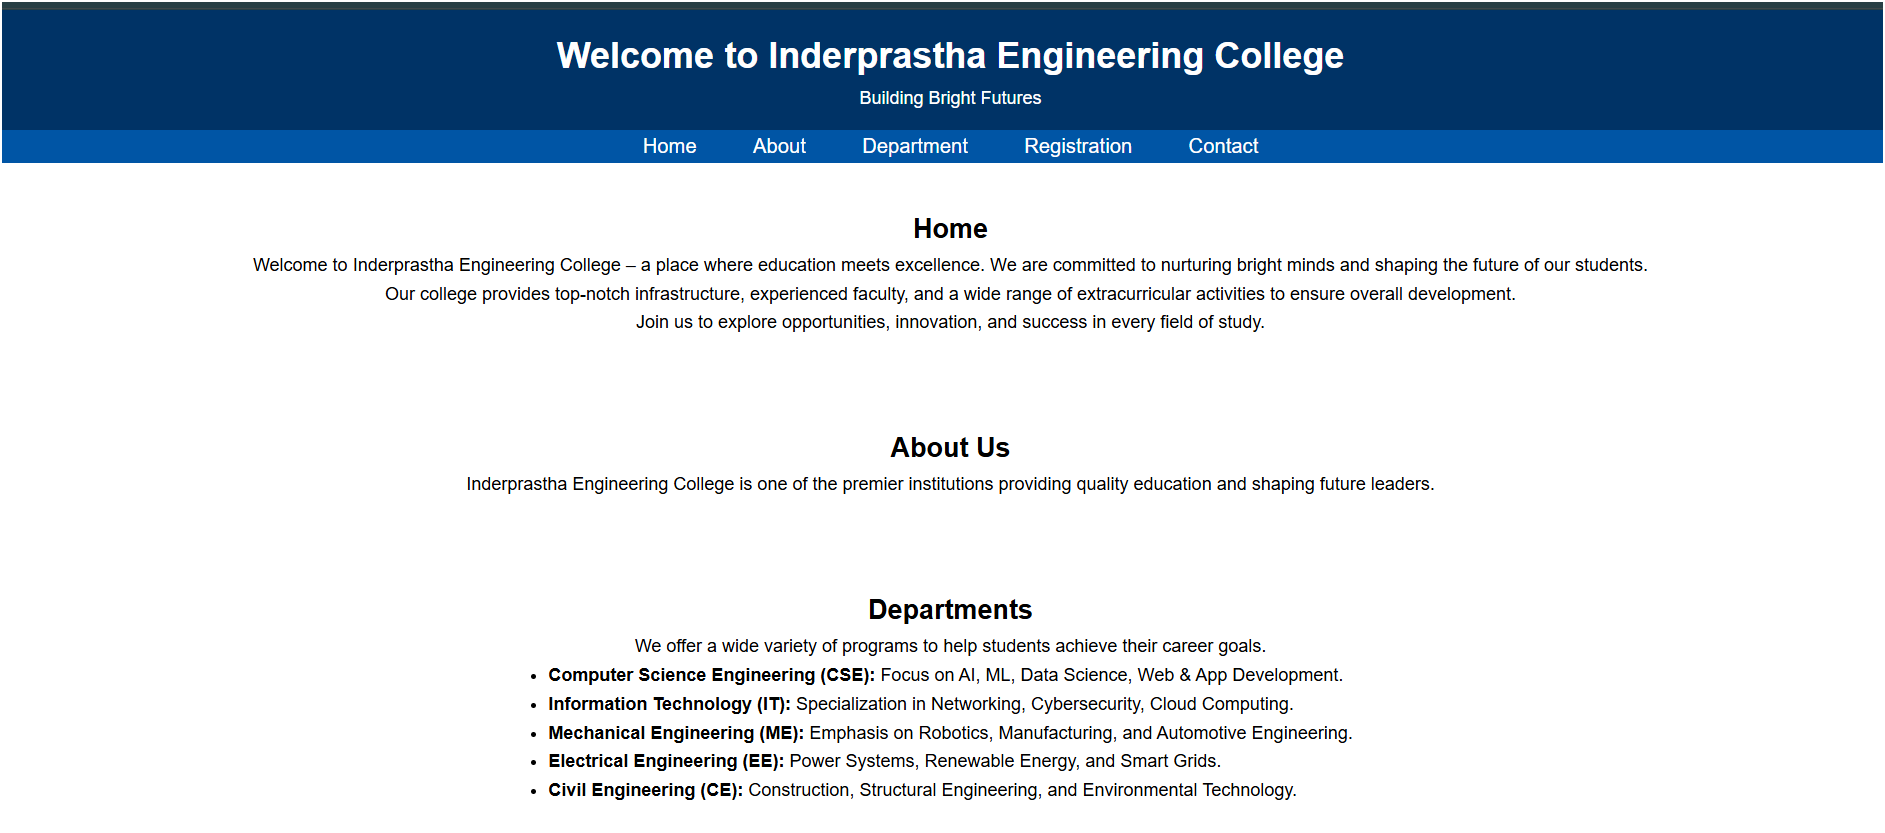 Welcome to Inderprastha Engineering College
Building Bright Futures
Home About Department Registration Contact
Home
Welcome to Inderprastha Engineering College – a place where education meets excellence. We are committed to nurturing bright minds and shaping the future of our students.
Our college provides top-notch infrastructure, experienced faculty, and a wide range of extracurricular activities to ensure overall development.
Join us to explore opportunities, innovation, and success in every field of study.
About Us
Inderprastha Engineering College is one of the premier institutions providing quality education and shaping future leaders.
Departments
We offer a wide variety of programs to help students achieve their career goals.
• Computer Science Engineering (CSE): Focus on AI, ML, Data Science, Web & App Development.
• Information Technology (IT): Specialization in Networking, Cybersecurity, Cloud Computing.
• Mechanical Engineering (ME): Emphasis on Robotics, Manufacturing, and Automotive Engineering.
• Electrical Engineering (EE): Power Systems, Renewable Energy, and Smart Grids.
• Civil Engineering (CE): Construction, Structural Engineering, and Environmental Technology.